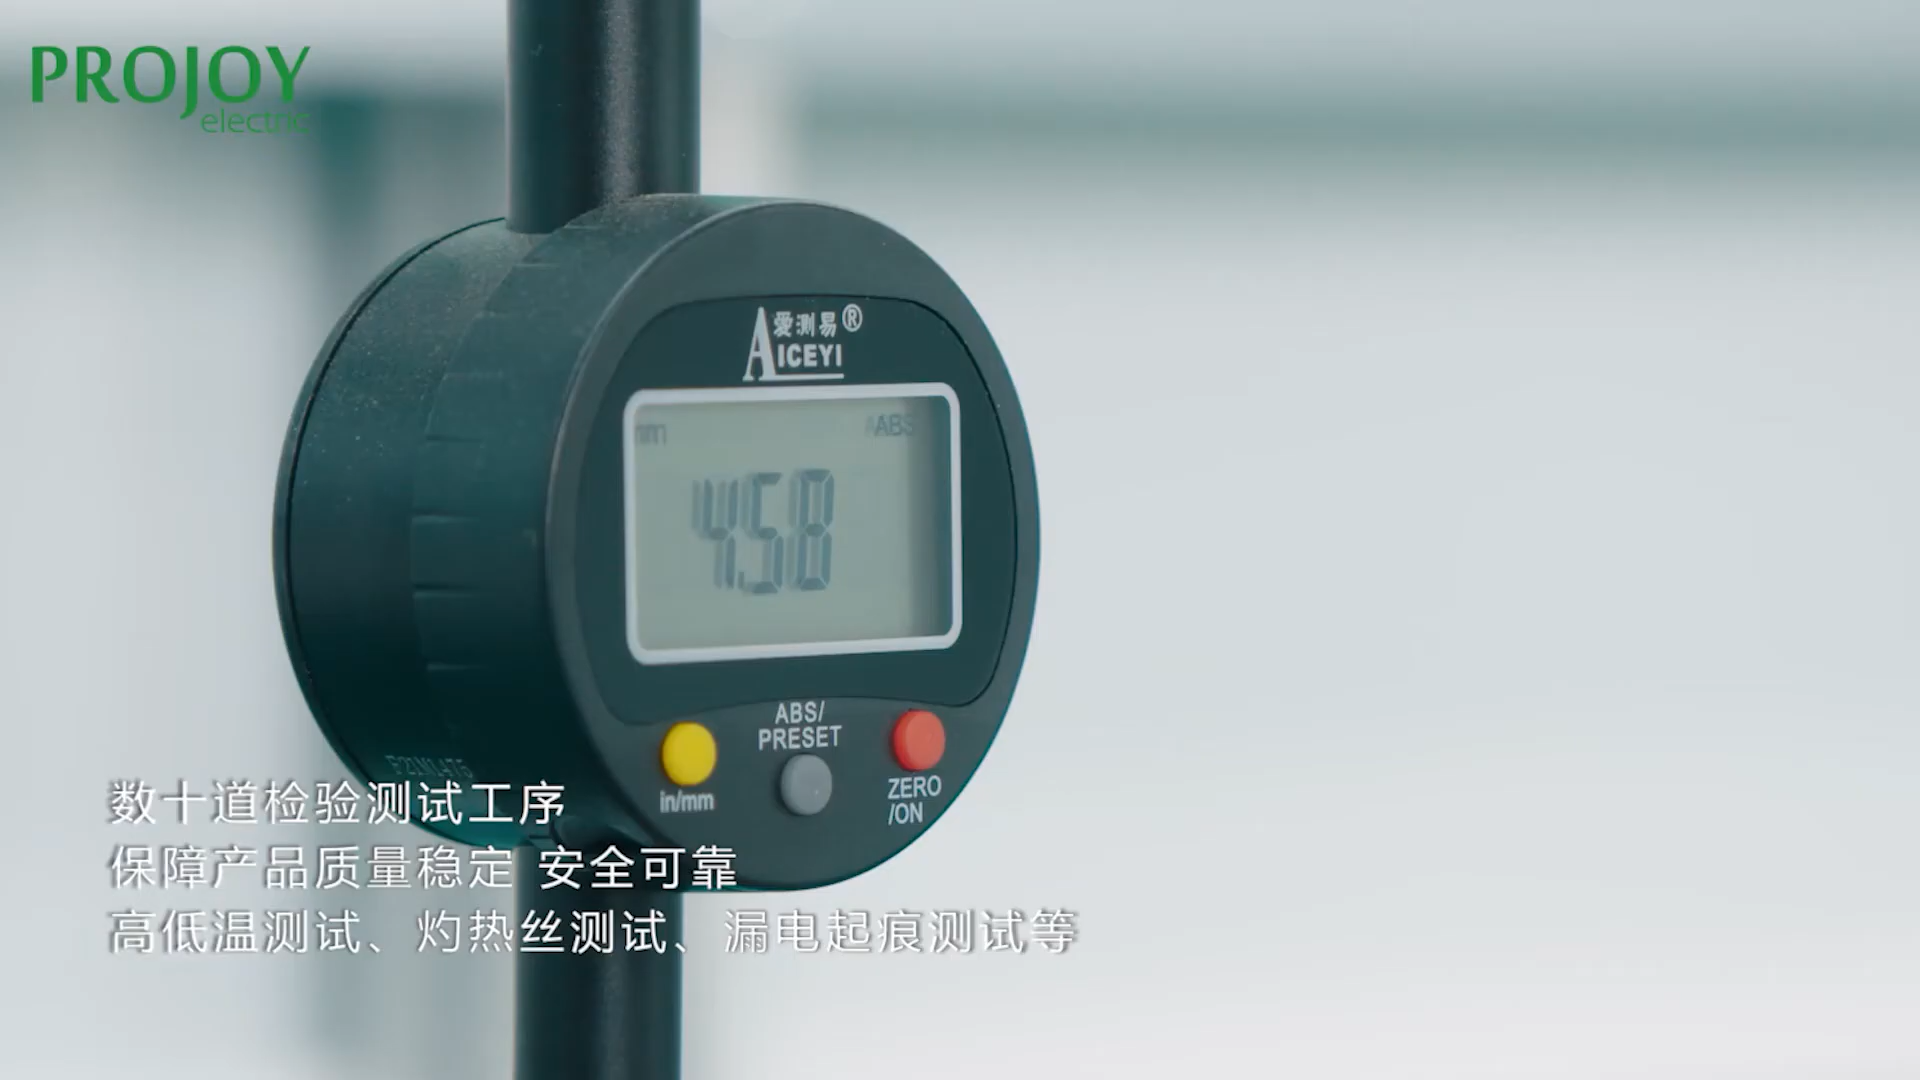 PROJOY
electric
爱测易®
AICEYI
mm ABS
458
ABS/
PRESET
in/mm
ZERO
/ON
F21M1475
数十道检验测试工序
保障产品质量稳定 安全可靠
高低温测试、灼热丝测试、漏电起痕测试等